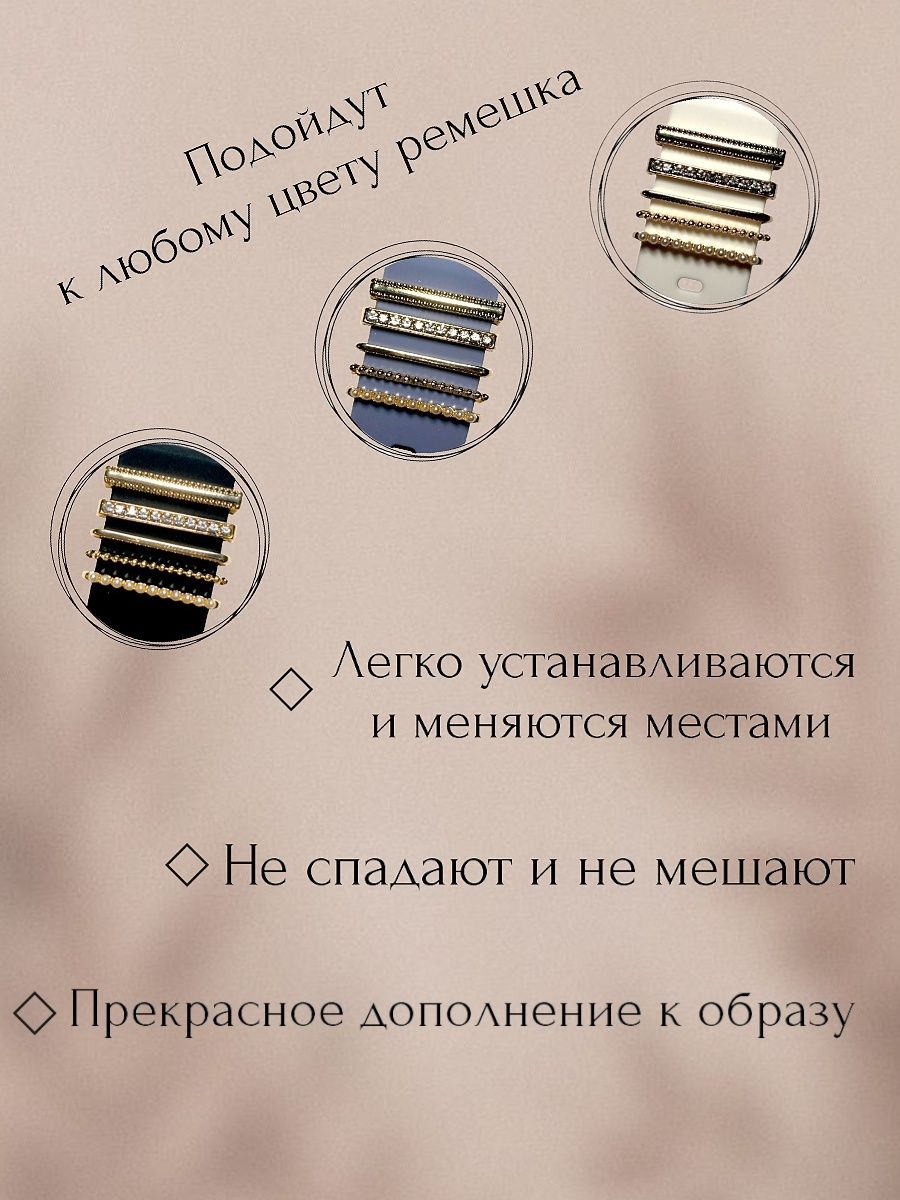 Подойдут
к любому цвету ремешка
Легко устанавливаются
и меняются местами
Не спадают и не мешают
Прекрасное дополнение к образу